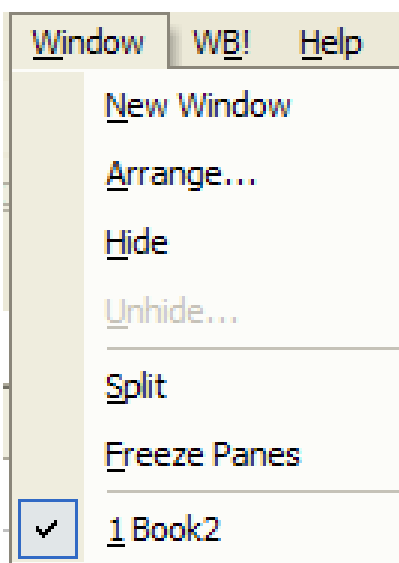 Window WB! Help
New Window
Arrange...
Hide
Unhide...
Split
Freeze Panes
1 Book2